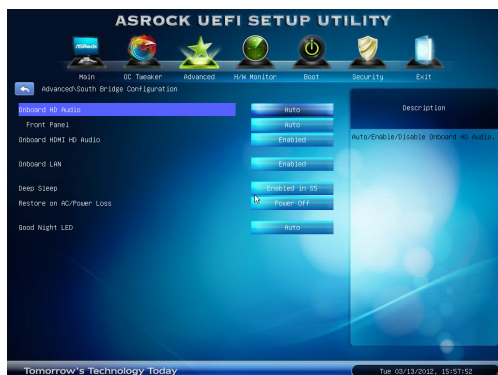 ASROCK UEFI SETUP UTILITY
ASRock
Main OC Tweaker Advanced H/W Monitor Boot Security Exit
Advanced\South Bridge Configuration
Description
Onboard HD Audio Auto
Front Panel Auto
Auto/Enable/Disable Onboard HD Audio.
Onboard HDMI HD Audio Enabled
Onboard LAN Enabled
Deep Sleep Enabled in S5
Restore on AC/Power Loss Power Off
Good Night LED Auto
Tomorrow's Technology Today
Tue 03/13/2012, 15:57:52